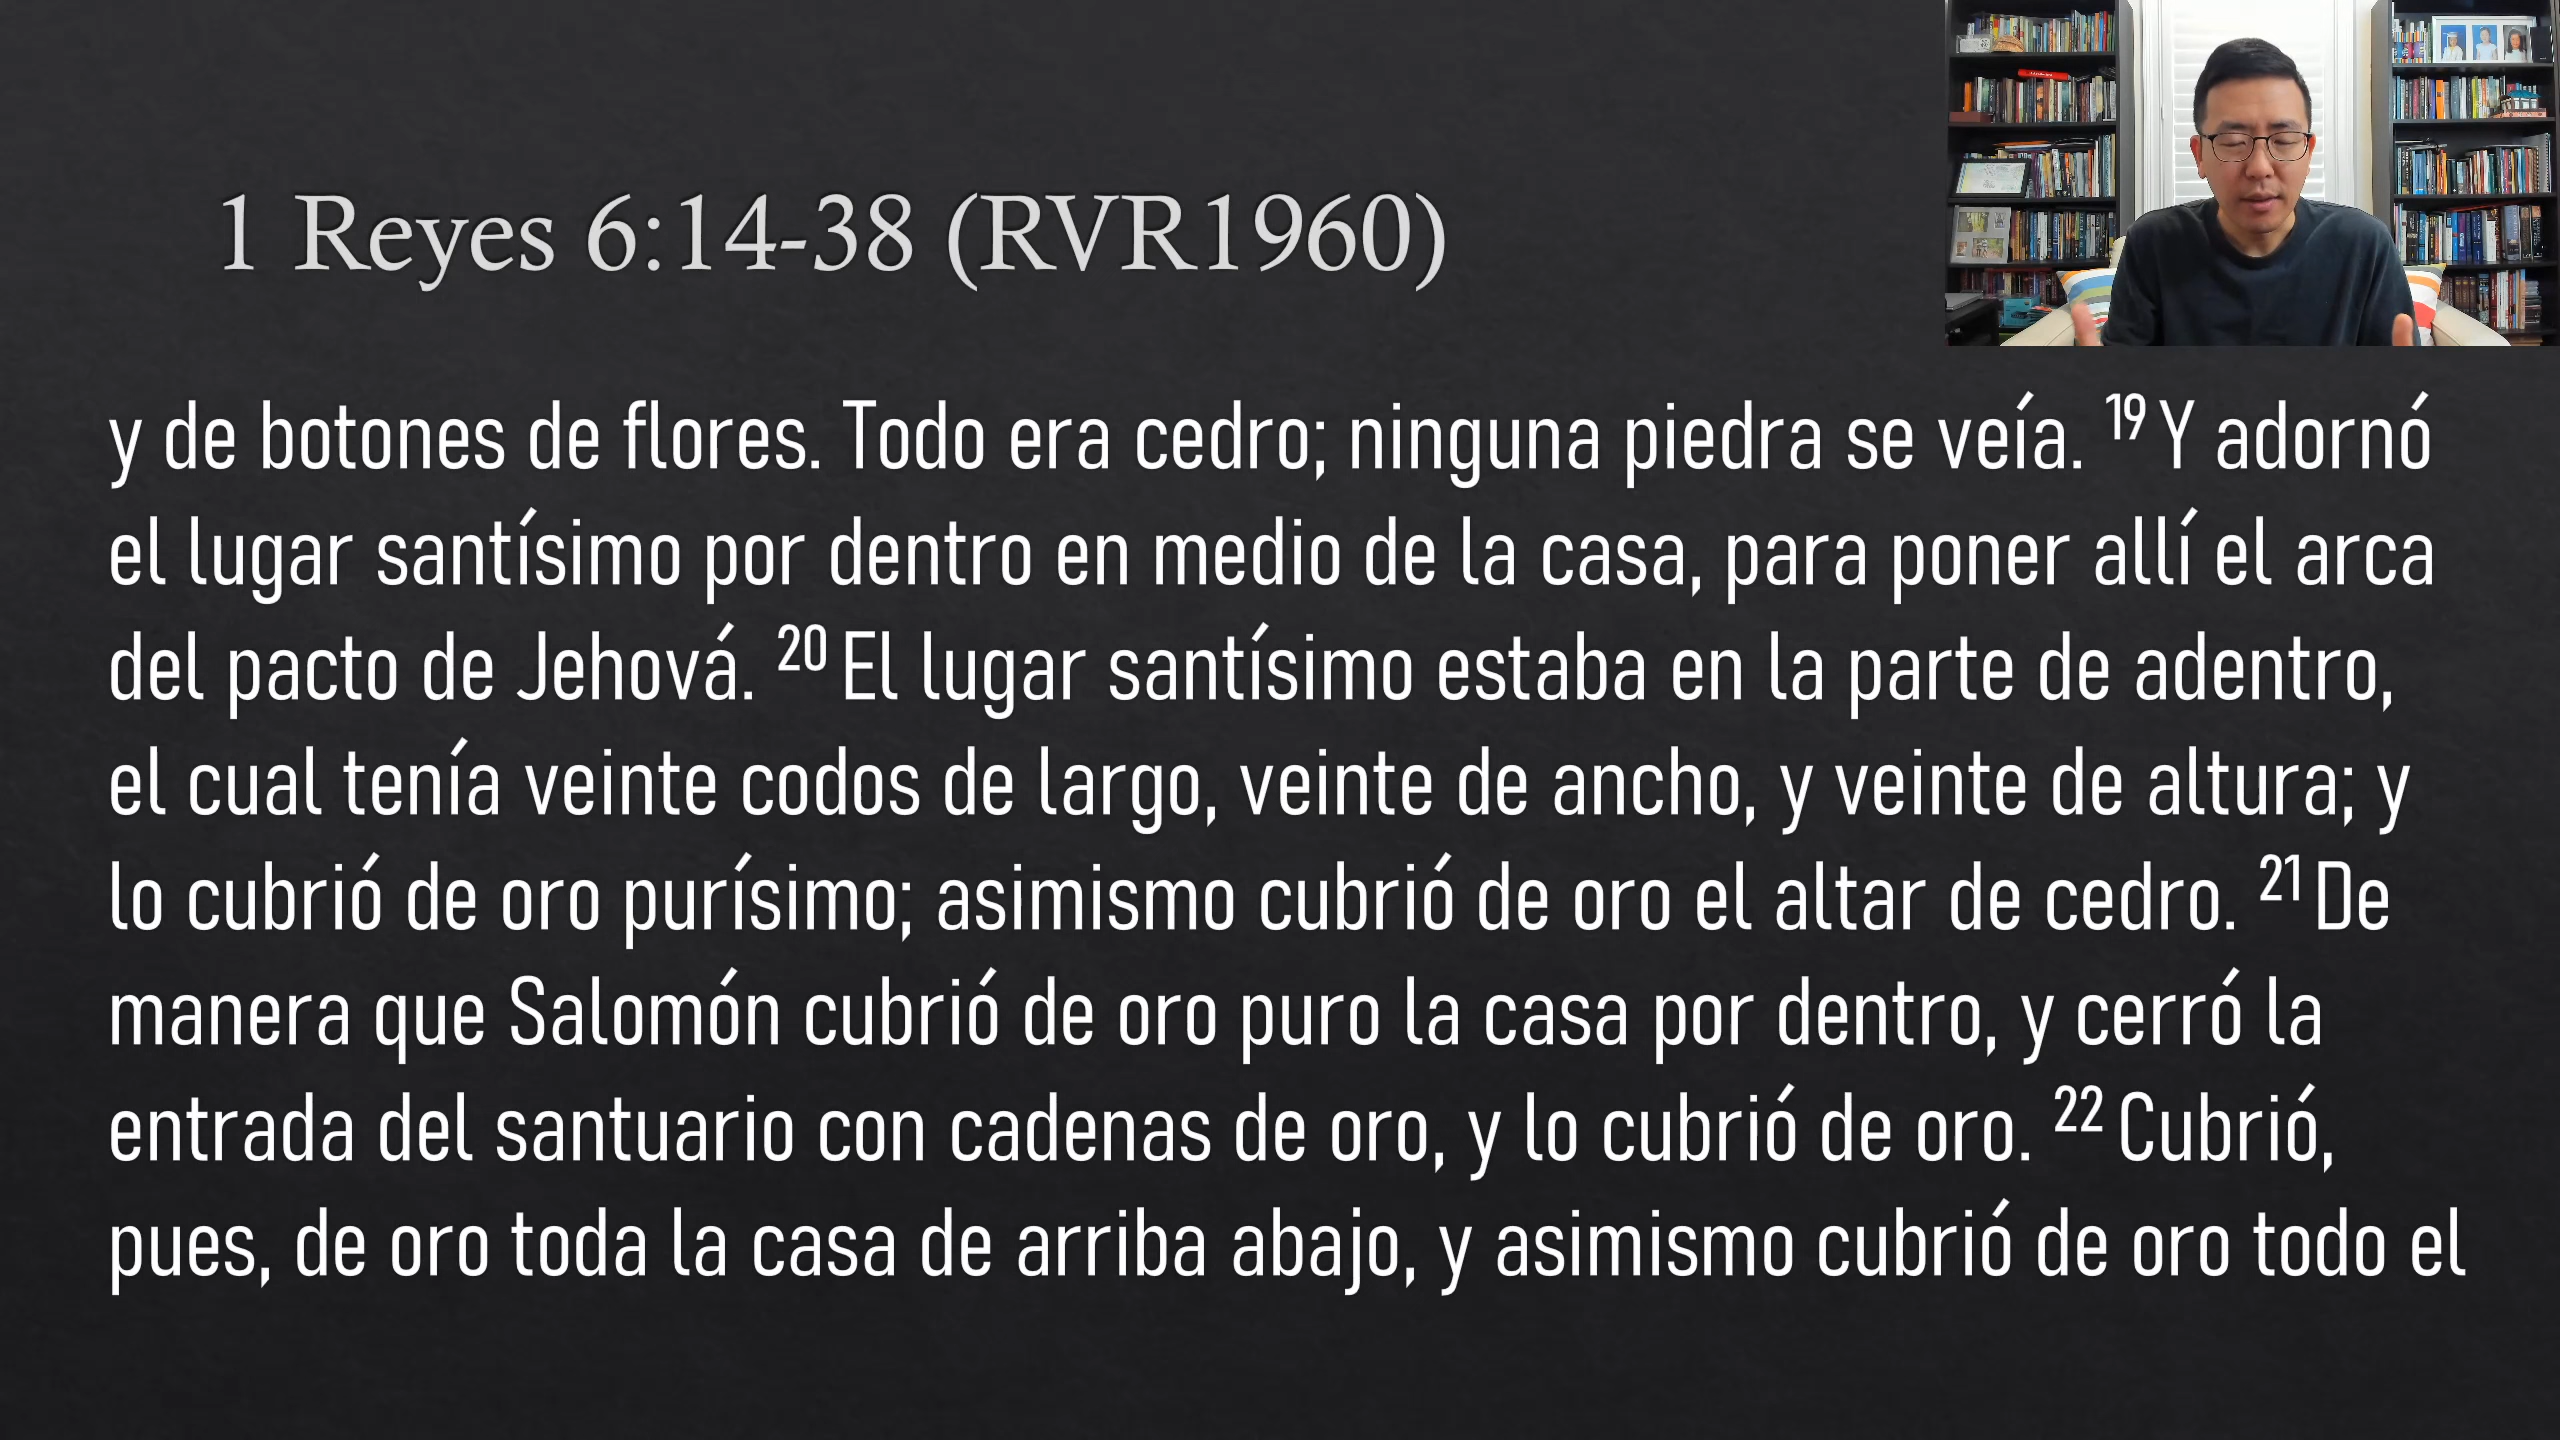 1 Reyes 6:14-38 (RVR1960)
y de botones de flores. Todo era cedro; ninguna piedra se veía. 19 Y adornó
el lugar santísimo por dentro en medio de la casa, para poner allí el arca
del pacto de Jehová. 20 El lugar santísimo estaba en la parte de adentro,
el cual tenía veinte codos de largo, veinte de ancho, y veinte de altura; y
lo cubrió de oro purísimo; asimismo cubrió de oro el altar de cedro. 21 De
manera que Salomón cubrió de oro puro la casa por dentro, y cerró la
entrada del santuario con cadenas de oro, y lo cubrió de oro. 22 Cubrió,
pues, de oro toda la casa de arriba abajo, y asimismo cubrió de oro todo el